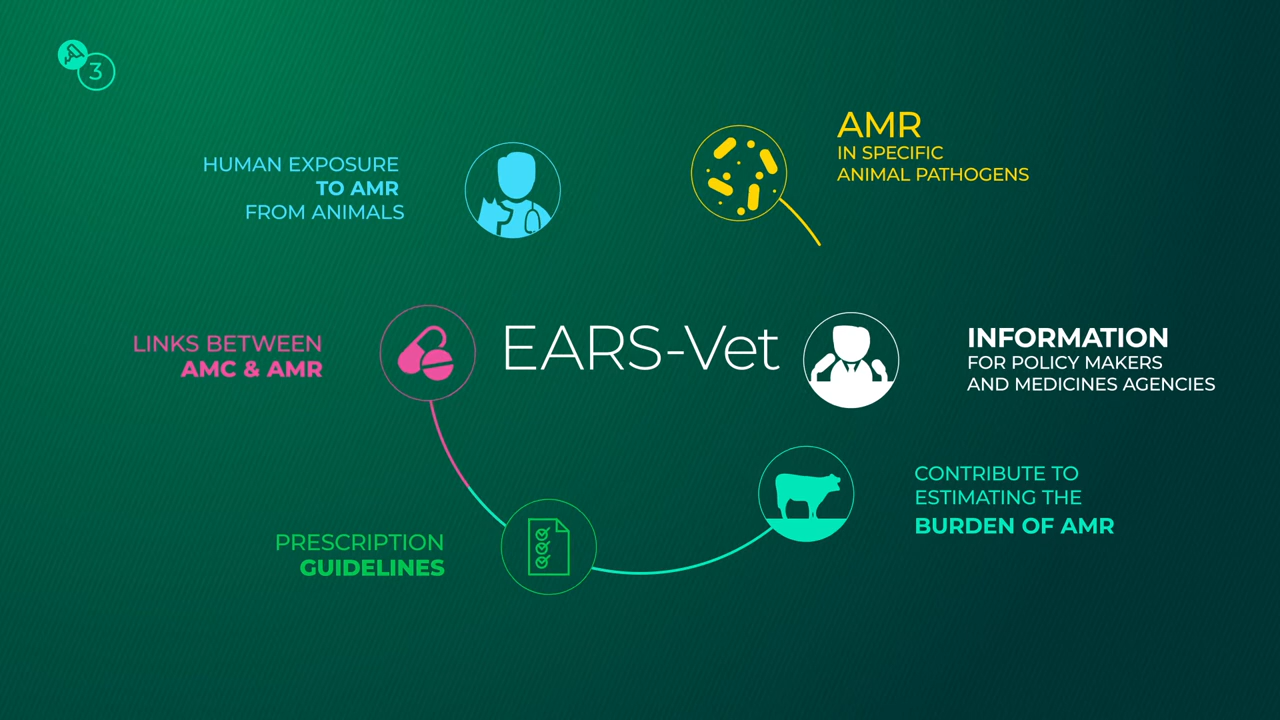 3
HUMAN EXPOSURE
TO AMR
FROM ANIMALS
AMR
IN SPECIFIC
ANIMAL PATHOGENS
LINKS BETWEEN
AMC & AMR
EARS-Vet
INFORMATION
FOR POLICY MAKERS
AND MEDICINES AGENCIES
PRESCRIPTION
GUIDELINES
CONTRIBUTE TO
ESTIMATING THE
BURDEN OF AMR